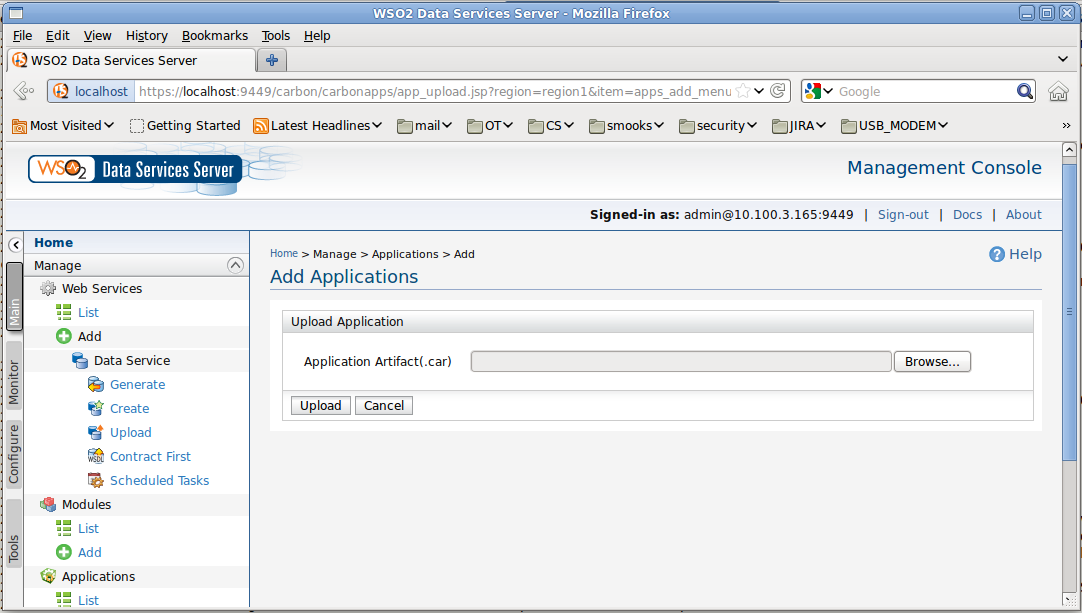 WSO2 Data Services Server - Mozilla Firefox
File Edit View History Bookmarks Tools Help
WSO2 Data Services Server
localhost https://localhost:9449/carbon/carbonapps/app_upload.jsp?region=region1&item=apps_add_menu Google
Most Visited Getting Started Latest Headlines mail OT CS smooks security JIRA USB_MODEM »
WSO2 Data Services Server
Management Console
Signed-in as: admin@10.100.3.165:9449 | Sign-out | Docs | About
Main
Monitor
Configure
Tools
Home
Manage
Web Services
List
Add
Data Service
Generate
Create
Upload
WSDL Contract First
Scheduled Tasks
Modules
List
Add
Applications
List
Home > Manage > Applications > Add
? Help
Add Applications
Upload Application
Application Artifact(.car) Browse...
Upload Cancel